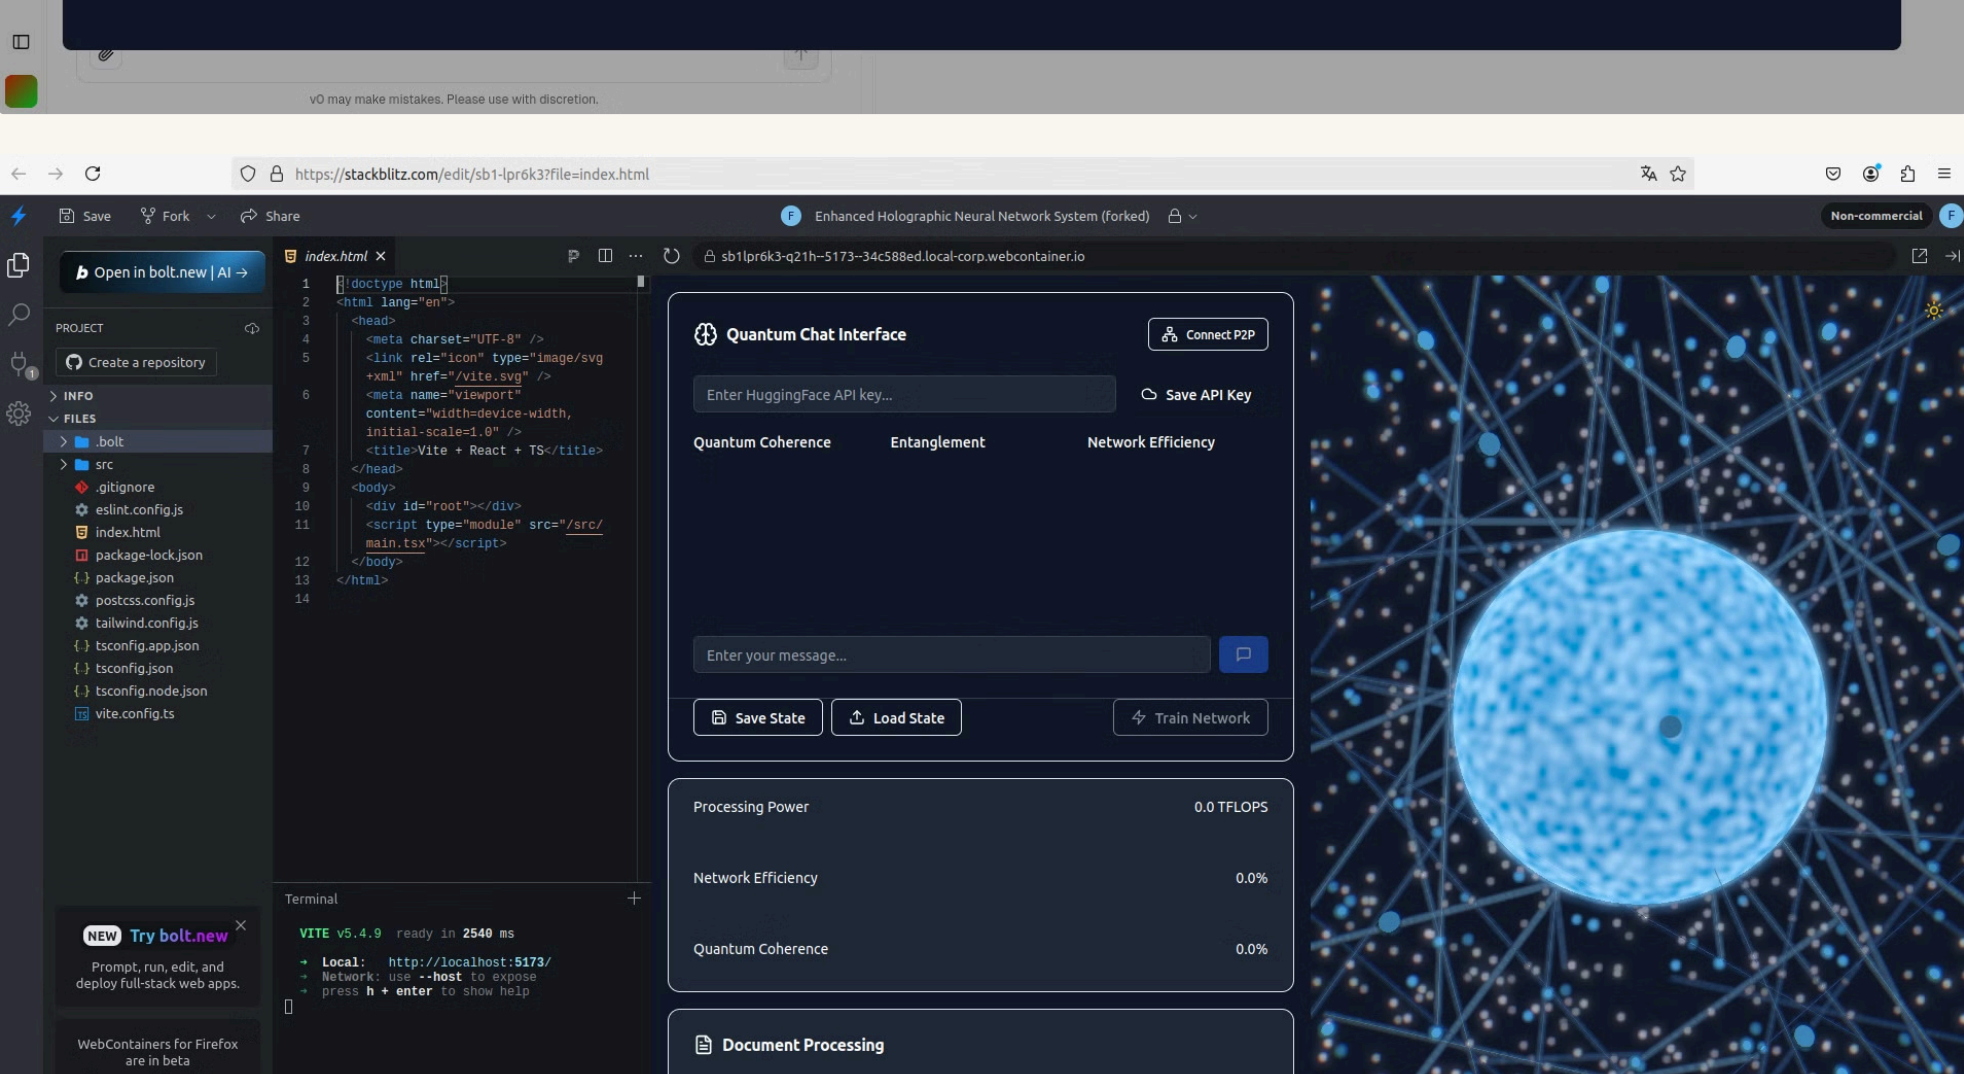 v0 may make mistakes. Please use with discretion.
https://stackblitz.com/edit/sb1-lpr6k3?file=index.html
Save
Fork
Share
F
Enhanced Holographic Neural Network System (forked)
Non-commercial
F
b Open in bolt.new | AI →
index.html
sb1lpr6k3-q21h--5173--34c588ed.local-corp.webcontainer.io
PROJECT
Create a repository
1
INFO
FILES
.bolt
src
.gitignore
eslint.config.js
index.html
package-lock.json
package.json
postcss.config.js
tailwind.config.js
tsconfig.app.json
tsconfig.json
tsconfig.node.json
TS vite.config.ts
NEW Try bolt.new
Prompt, run, edit, and
deploy full-stack web apps.
WebContainers for Firefox
are in beta
1 <!doctype html>
2 <html lang="en">
3 <head>
4 <meta charset="UTF-8" />
5 <link rel="icon" type="image/svg
+xml" href="/vite.svg" />
6 <meta name="viewport"
content="width=device-width,
initial-scale=1.0" />
7 <title>Vite + React + TS</title>
8 </head>
9 <body>
10 <div id="root"></div>
11 <script type="module" src="/src/
main.tsx"></script>
12 </body>
13 </html>
14
Terminal
VITE v5.4.9 ready in 2540 ms
➜ Local: http://localhost:5173/
➜ Network: use --host to expose
➜ press h + enter to show help
Quantum Chat Interface
Connect P2P
Enter HuggingFace API key...
Save API Key
Quantum Coherence
Entanglement
Network Efficiency
Enter your message...
Save State
Load State
Train Network
Processing Power
0.0 TFLOPS
Network Efficiency
0.0%
Quantum Coherence
0.0%
Document Processing